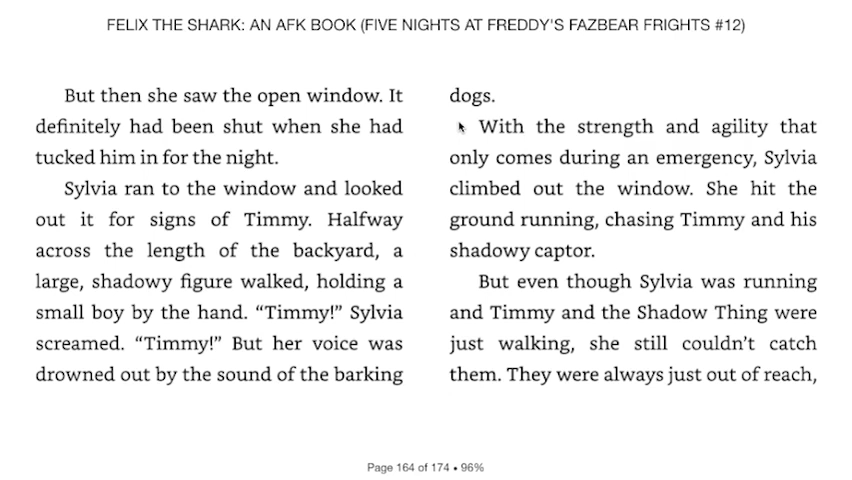 FELIX THE SHARK: AN AFK BOOK (FIVE NIGHTS AT FREDDY'S FAZBEAR FRIGHTS #12)
But then she saw the open window. It
definitely had been shut when she had
tucked him in for the night.
Sylvia ran to the window and looked
out it for signs of Timmy. Halfway
across the length of the backyard, a
large, shadowy figure walked, holding a
small boy by the hand. “Timmy!” Sylvia
screamed. “Timmy!” But her voice was
drowned out by the sound of the barking
dogs.
With the strength and agility that
only comes during an emergency, Sylvia
climbed out the window. She hit the
ground running, chasing Timmy and his
shadowy captor.
But even though Sylvia was running
and Timmy and the Shadow Thing were
just walking, she still couldn’t catch
them. They were always just out of reach,
Page 164 of 174 • 96%